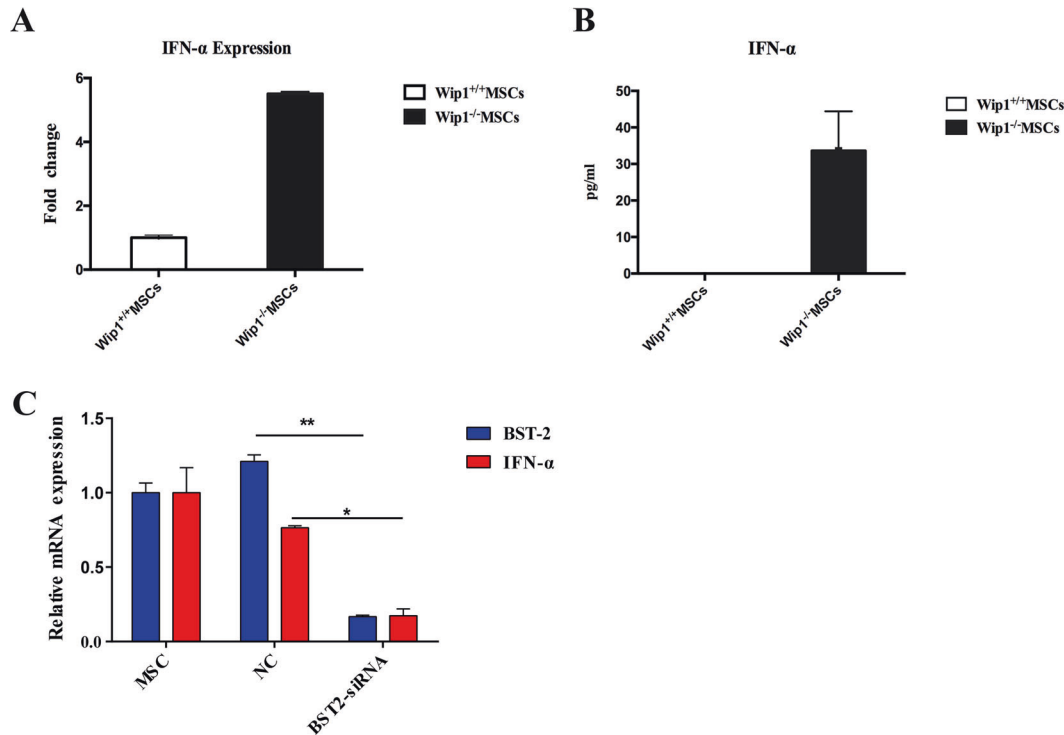 A
IFN-α Expression
Fold change
6
4
2
0
Wip1+/+MSCs
Wip1-/-MSCs
Wip1+/+MSCs
Wip1-/-MSCs
B
IFN-α
pg/ml
50
40
30
20
10
0
Wip1+/+MSCs
Wip1-/-MSCs
Wip1+/+MSCs
Wip1-/-MSCs
C
Relative mRNA expression
1.5
1.0
0.5
0.0
**
*
MSC
NC
BST2-siRNA
BST-2
IFN-α